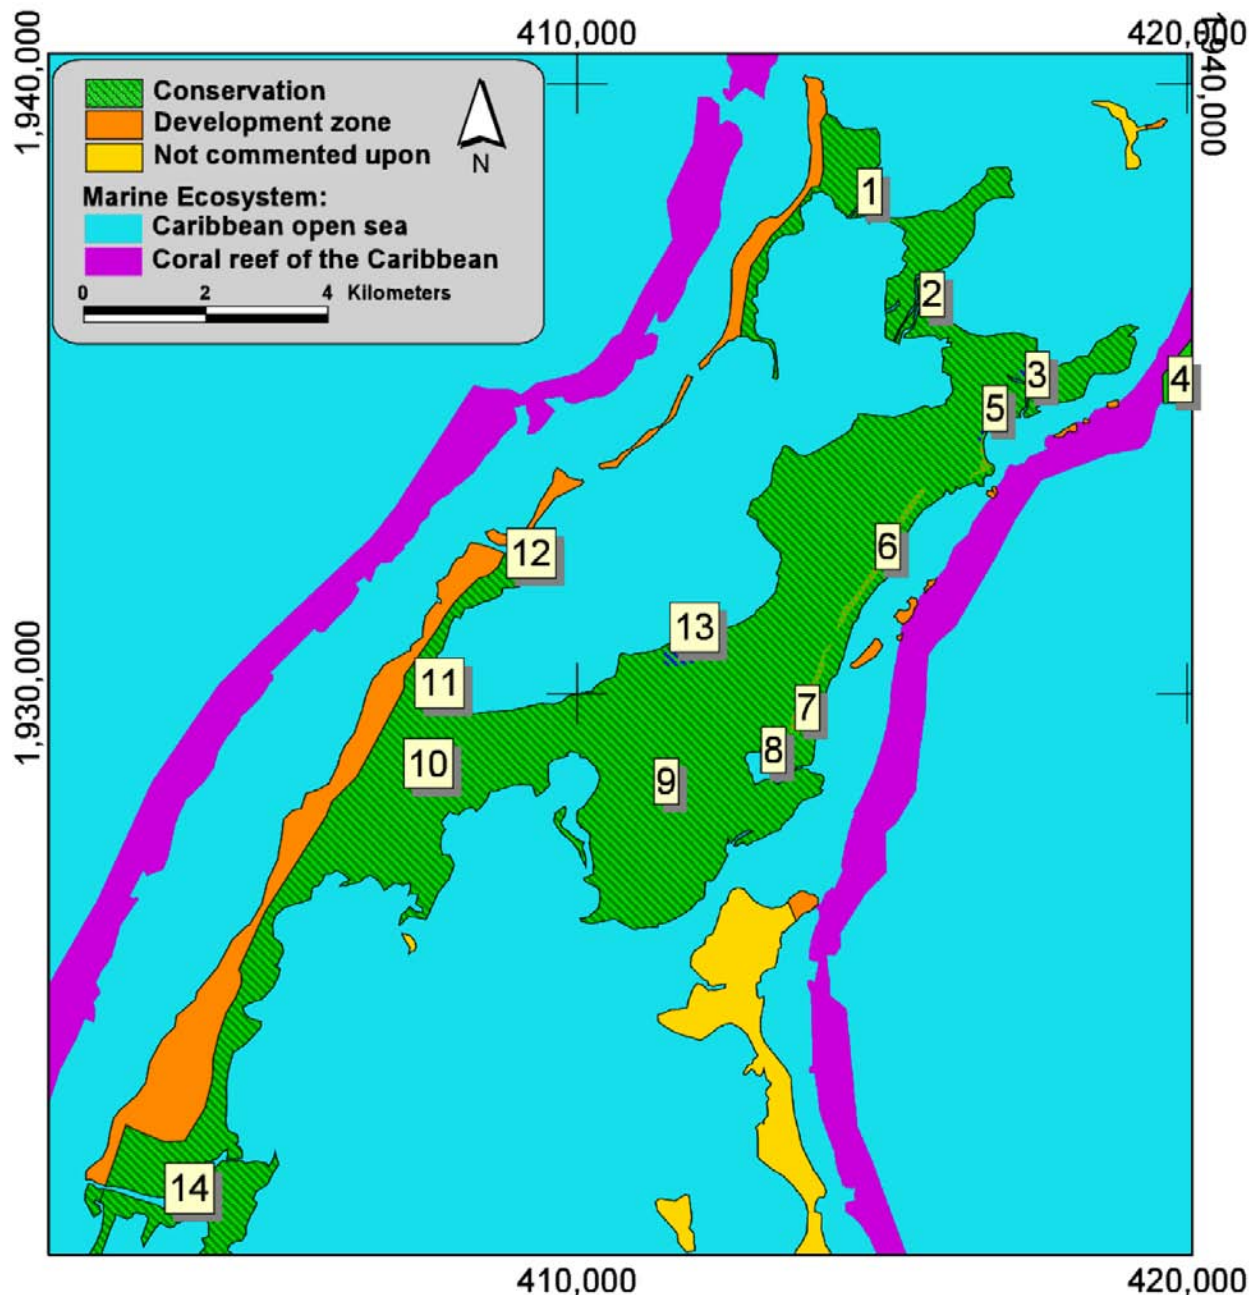 410,000
420,000
1,940,000
1,940,000
Conservation
Development zone
Not commented upon
N
Marine Ecosystem:
Caribbean open sea
Coral reef of the Caribbean
0 2 4 Kilometers
1
2
3
4
5
6
12
13
1,930,000
11
7
8
10
9
14
410,000
420,000